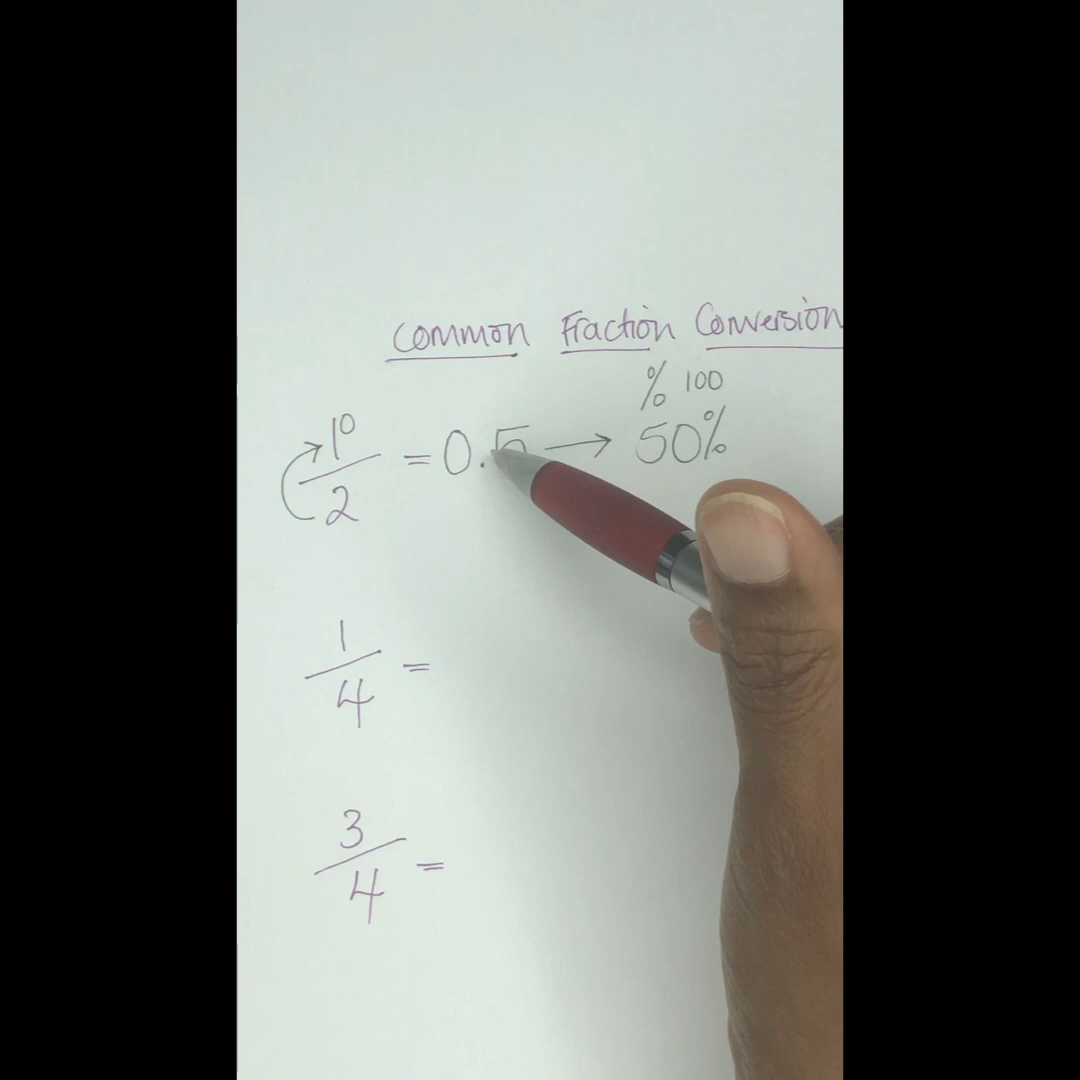 Common Fraction Conversion
% 100
1⁰/2 = 0.5 → 50%
1/4 =
3/4 =